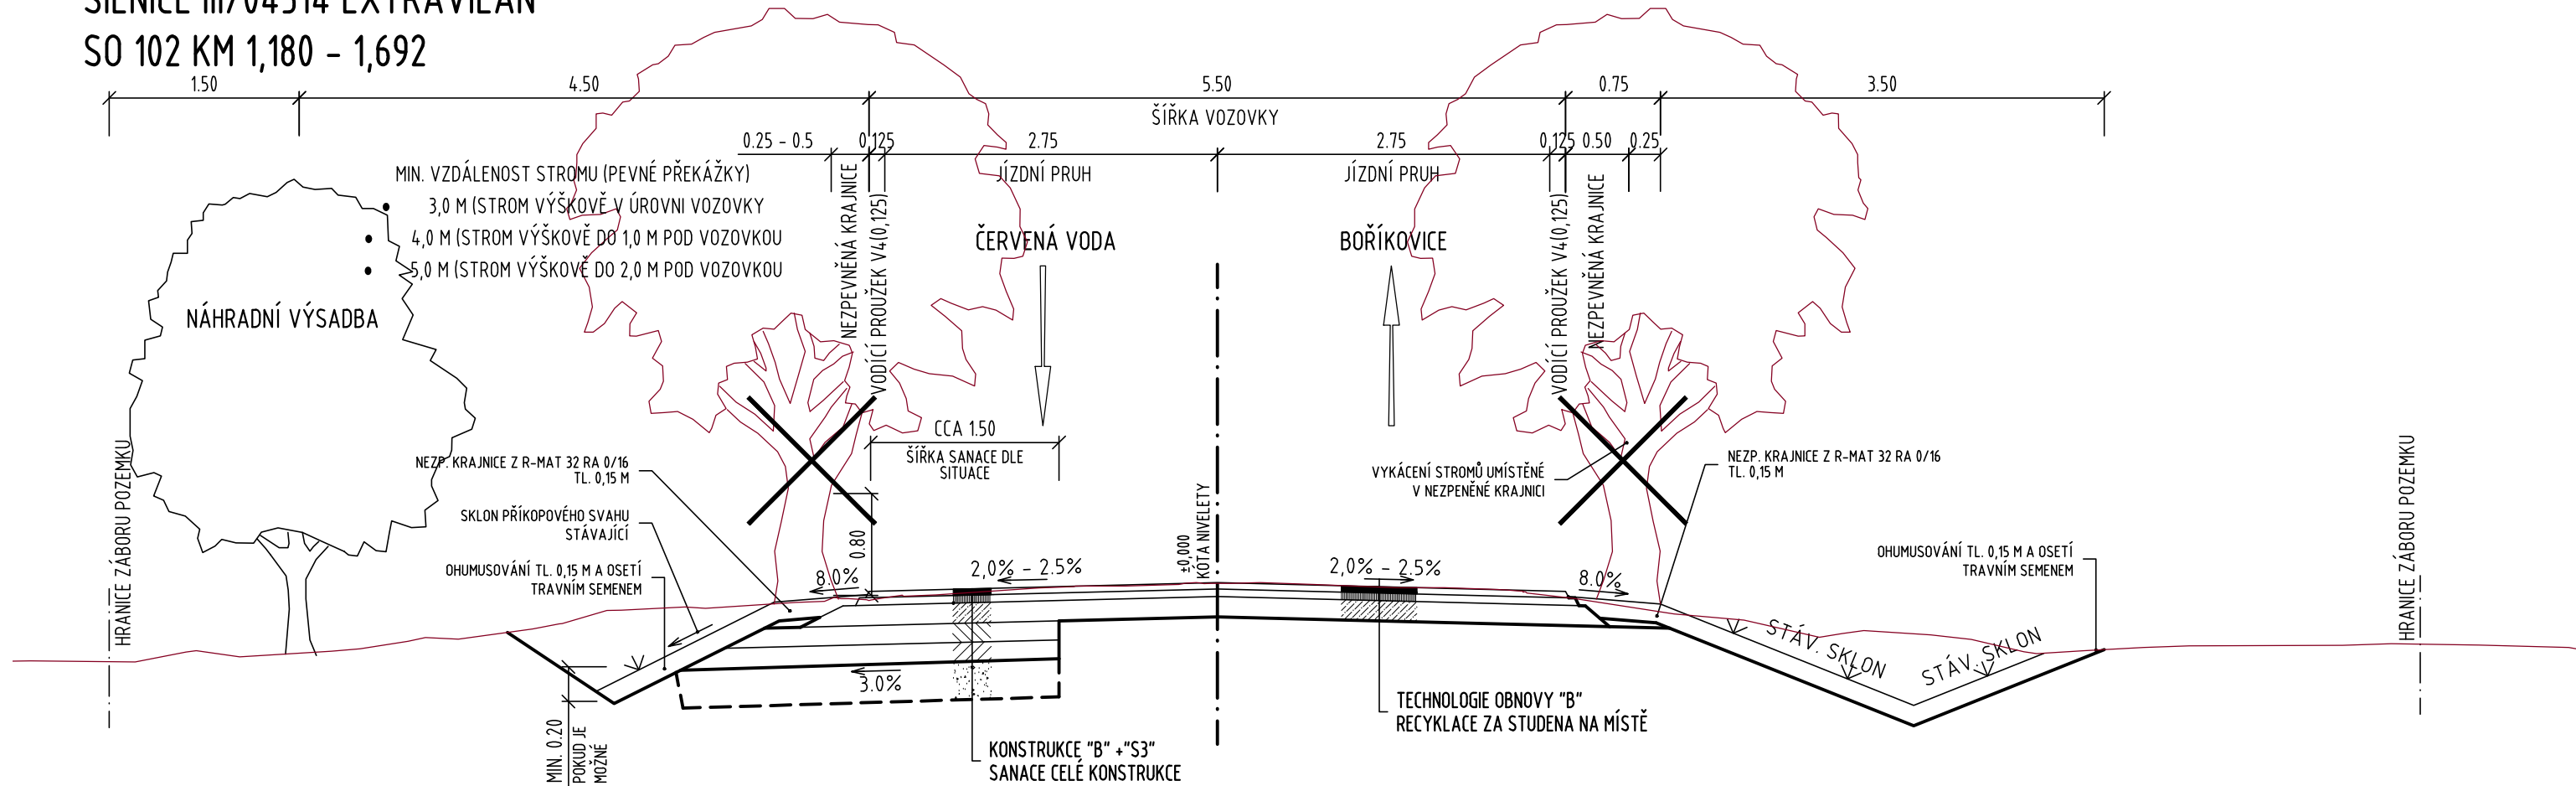 SILNICE III/04314 EXTRAVILÁN
SO 102 KM 1,180 - 1,692
1.50
4.50
5.50
0.75
3.50
ŠÍŘKA VOZOVKY
0.25 - 0.5
0.125
2.75
2.75
0.125
0.50
0.25
JÍZDNÍ PRUH
JÍZDNÍ PRUH
MIN. VZDÁLENOST STROMU (PEVNÉ PŘEKÁŽKY)
3,0 M (STROM VÝŠKOVĚ V ÚROVNI VOZOVKY
4,0 M (STROM VÝŠKOVĚ DO 1,0 M POD VOZOVKOU
5,0 M (STROM VÝŠKOVĚ DO 2,0 M POD VOZOVKOU
NEZPEVNĚNÁ KRAJNICE
VODÍCÍ PROUŽEK V4(0,125)
VODÍCÍ PROUŽEK V4(0,125)
NEZPEVNĚNÁ KRAJNICE
ČERVENÁ VODA
BOŘÍKOVICE
NÁHRADNÍ VÝSADBA
CCA 1.50
ŠÍŘKA SANACE DLE
SITUACE
NEZP. KRAJNICE Z R-MAT 32 RA 0/16
TL. 0,15 M
SKLON PŘÍKOPOVÉHO SVAHU
STÁVAJÍCÍ
OHUMUSOVÁNÍ TL. 0,15 M A OSETÍ
TRAVNÍM SEMENEM
VYKÁCENÍ STROMŮ UMÍSTĚNÉ
V NEZPENĚNÉ KRAJNICI
NEZP. KRAJNICE Z R-MAT 32 RA 0/16
TL. 0,15 M
OHUMUSOVÁNÍ TL. 0,15 M A OSETÍ
TRAVNÍM SEMENEM
HRANICE ZÁBORU POZEMKU
HRANICE ZÁBORU POZEMKU
0.80
±0,000
KÓTA NIVELETY
8.0%
2,0% - 2.5%
2,0% - 2.5%
8.0%
3.0%
STÁV. SKLON
STÁV. SKLON
MIN. 0.20
POKUD JE
MOŽNÉ
TECHNOLOGIE OBNOVY "B"
RECYKLACE ZA STUDENA NA MÍSTĚ
KONSTRUKCE "B" +"S3"
SANACE CELÉ KONSTRUKCE